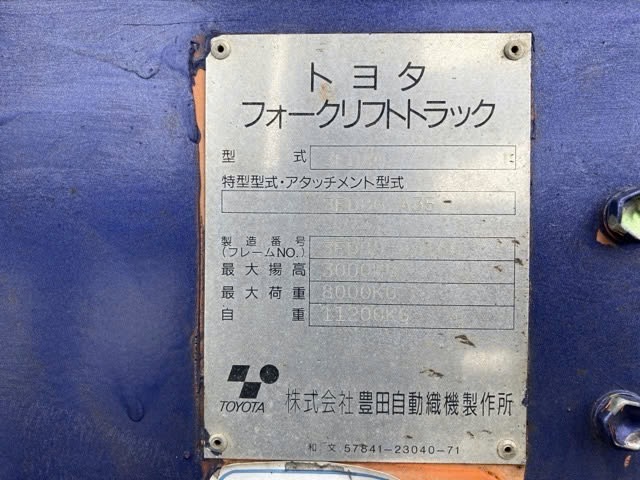 トヨタ
フォークリフトトラック
型 式
特型型式・アタッチメント型式
製造番号
(フレームNO.)
最大揚高 3000
最大荷重 8000KG
自 重 11200KG
TOYOTA 株式会社豊田自動織機製作所
和 文 57841-23040-71